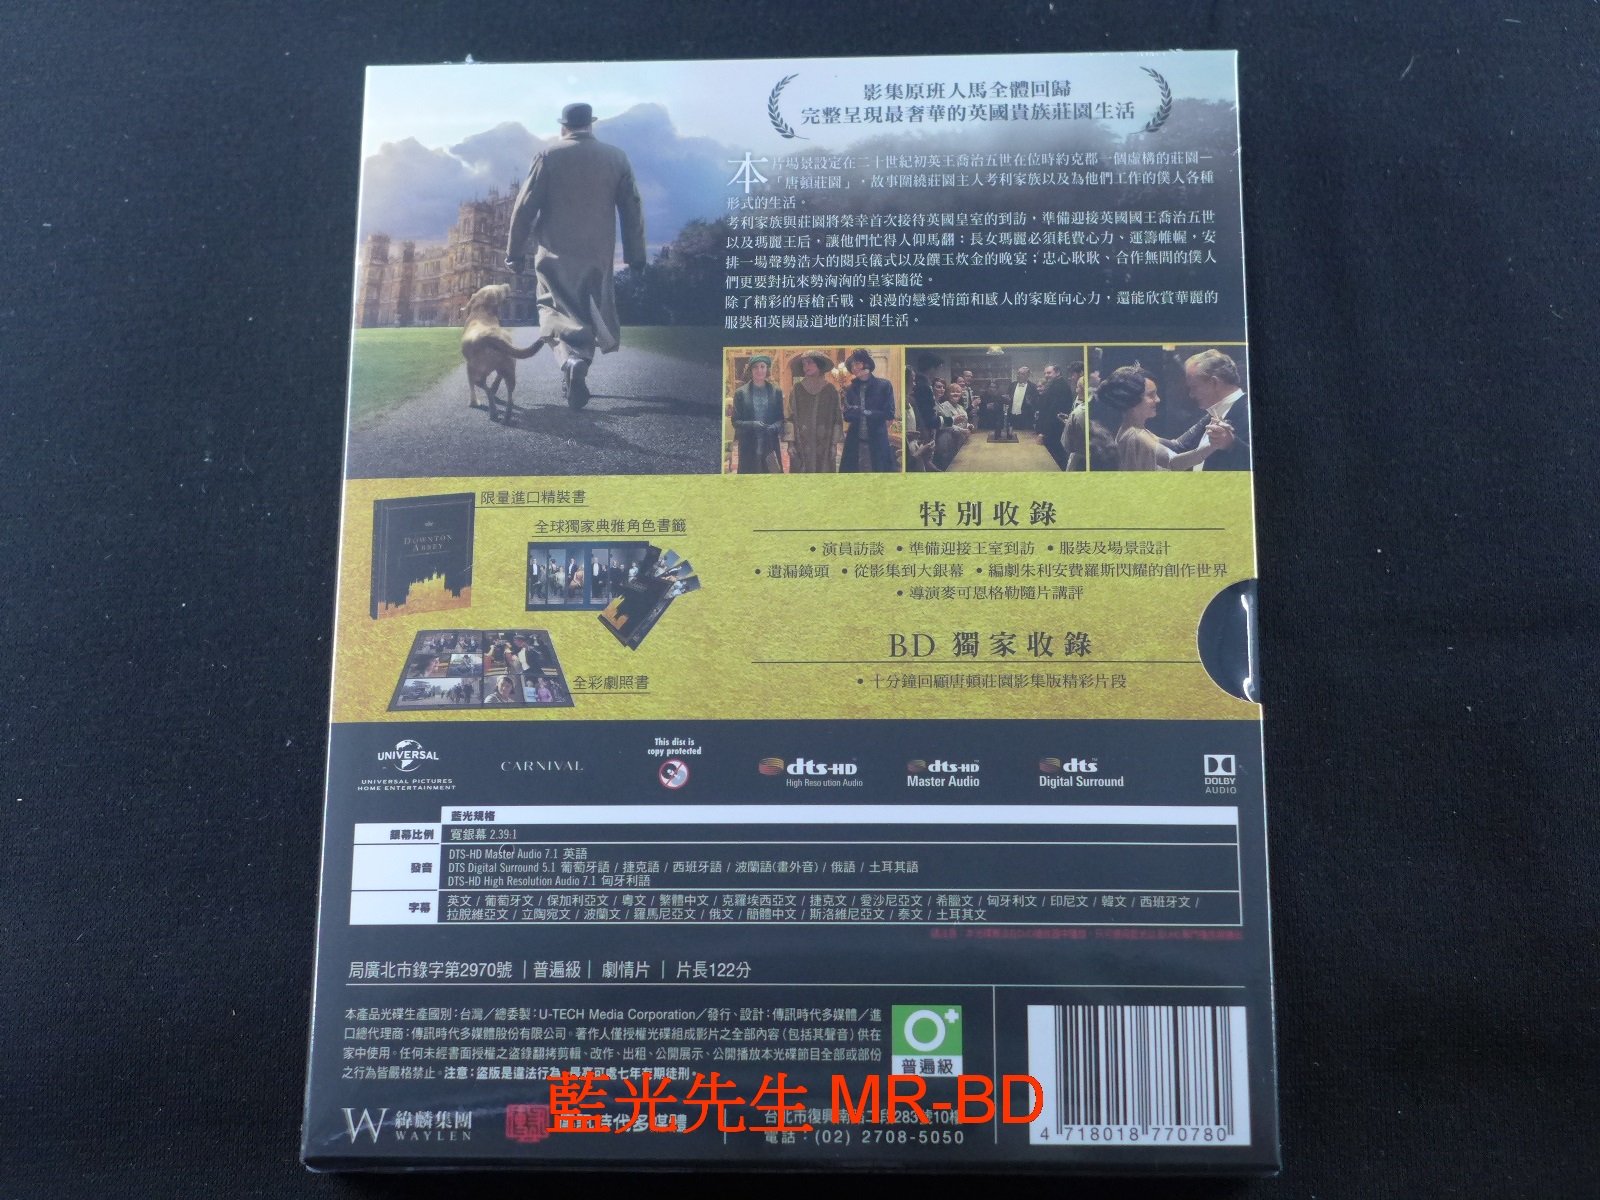 影集原班人馬全體回歸
完整呈現最奢華的英國貴族莊園生活
本片場景設定在二十世紀初英王喬治五世在位時約克郡一個虛構的莊園—
「唐頓莊園」，故事圍繞莊園主人考利家族以及為他們工作的僕人各種
形式的生活。
考利家族與莊園將榮幸首次接待英國皇室的到訪，準備迎接英國國王喬治五世
以及瑪麗王后，讓他們忙得人仰馬翻：長女瑪麗必須耗費心力、運籌帷幄，安
排一場聲勢浩大的閱兵儀式以及饌玉炊金的晚宴；忠心耿耿、合作無間的僕人
們更要對抗來勢洶洶的皇家隨從。
除了精彩的唇槍舌戰、浪漫的戀愛情節和感人的家庭向心力，還能欣賞華麗的
服裝和英國最道地的莊園生活。
限量進口精裝書
全球獨家典雅角色書籤
DOWNTON
ABBEY
全彩劇照書
特別收錄
• 演員訪談 • 準備迎接王室到訪 • 服裝及場景設計
• 遺漏鏡頭 • 從影集到大銀幕 • 編劇朱利安費羅斯閃耀的創作世界
• 導演麥可恩格勒隨片講評
BD 獨家收錄
• 十分鐘回顧唐頓莊園影集版精彩片段
UNIVERSAL
UNIVERSAL PICTURES
HOME ENTERTAINMENT
CARNIVAL
This disc is
copy protected
dts-HD
High Resolution Audio
dts-HD
Master Audio
dts
Digital Surround
DOLBY
AUDIO
藍光規格
銀幕比例 寬銀幕 2.39:1
發音
DTS-HD Master Audio 7.1 英語
DTS Digital Surround 5.1 葡萄牙語 / 捷克語 / 西班牙語 / 波蘭語(畫外音) / 俄語 / 土耳其語
DTS-HD High Resolution Audio 7.1 匈牙利語
字幕
英文 / 葡萄牙文 / 保加利亞文 / 粵文 / 繁體中文 / 克羅埃西亞文 / 捷克文 / 愛沙尼亞文 / 希臘文 / 匈牙利文 / 印尼文 / 韓文 / 西班牙文 /
拉脫維亞文 / 立陶宛文 / 波蘭文 / 羅馬尼亞文 / 俄文 / 簡體中文 / 斯洛維尼亞文 / 泰文 / 土耳其文
局廣北市錄字第2970號 | 普遍級 | 劇情片 | 片長122分
本產品光碟生產國別：台灣／總委製：U-TECH Media Corporation／發行、設計：傳訊時代多媒體／進
口總代理商：傳訊時代多媒體股份有限公司。著作人僅授權光碟組成影片之全部內容（包括其聲音）供在
家中使用。任何未經書面授權之盜錄翻拷剪輯、改作、出租、公開展示、公開播放本光碟節目全部或部份
之行為皆嚴格禁止。注意：盜版是違法行為，最高可處七年有期徒刑。
普遍級
W 緯麟集團
WAYLEN
傳訊時代多媒體
台北市復興南路二段283號10樓
電話：(02) 2708-5050
4 718018 770780
藍光先生 MR-BD